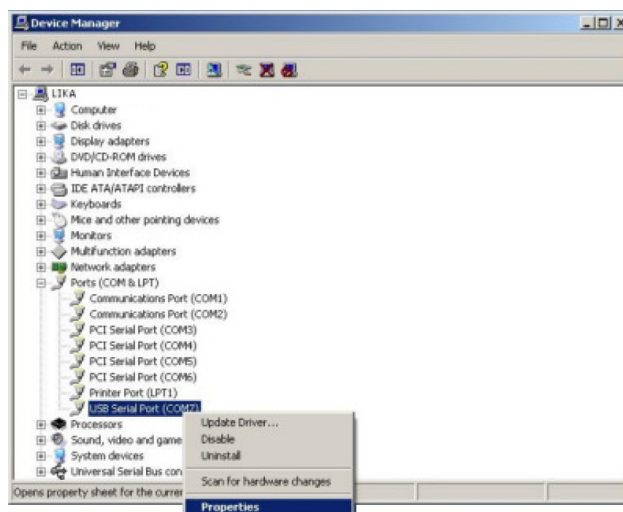 Device Manager
File Action View Help
LIKA
Computer
Disk drives
Display adapters
DVD/CD-ROM drives
Human Interface Devices
IDE ATA/ATAPI controllers
Keyboards
Mice and other pointing devices
Monitors
Multifunction adapters
Network adapters
Ports (COM & LPT)
Communications Port (COM1)
Communications Port (COM2)
PCI Serial Port (COM3)
PCI Serial Port (COM4)
PCI Serial Port (COM5)
PCI Serial Port (COM6)
Printer Port (LPT1)
USB Serial Port (COM7)
Processors
Sound, video and game
System devices
Universal Serial Bus con
Update Driver...
Disable
Uninstall
Scan for hardware changes
Properties
Opens property sheet for the curren